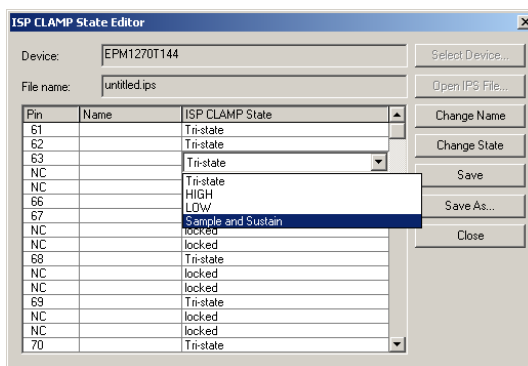 ISP CLAMP State Editor
Device: EPM1270T144 Select Device...
File name: untitled.ips Open IPS File...
Pin Name ISP CLAMP State Change Name
61 Tri-state
62 Tri-state Change State
63 Tri-state
NC Tri-state Save
NC HIGH
66 LOW Save As...
67 Sample and Sustain
NC locked Close
NC locked
68 Tri-state
NC locked
NC locked
69 Tri-state
NC locked
NC locked
70 Tri-state